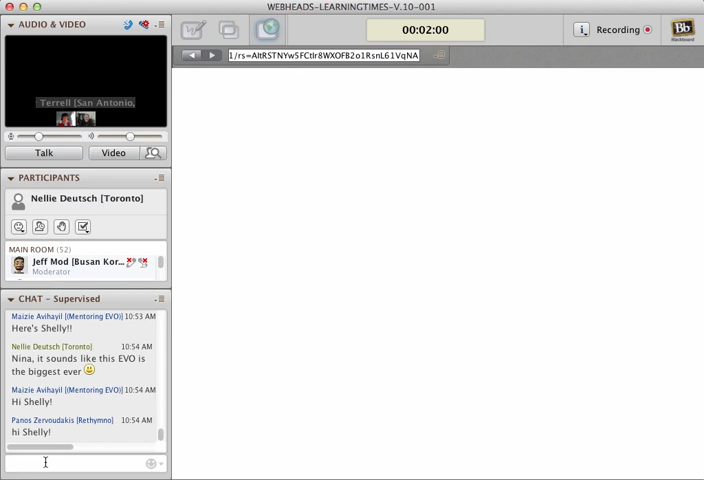 WEBHEADS-LEARNINGTIMES-V.10-001
AUDIO & VIDEO
Terrell [San Antonio,
Talk
Video
PARTICIPANTS
Nellie Deutsch [Toronto]
MAIN ROOM (52)
Jeff Mod [Busan Kor...
Moderator
CHAT - Supervised
Maizie Avihayil [(Mentoring EVO)] 10:53 AM
Here's Shelly!!
Nellie Deutsch [Toronto] 10:54 AM
Nina, it sounds like this EVO is
the biggest ever
Maizie Avihayil [(Mentoring EVO)] 10:54 AM
Hi Shelly!
Panos Zervoudakis [Rethymno] 10:54 AM
hi Shelly!
00:02:00
i
Recording
Bb
Blackboard
1/rs=AItRSTNYw5FCtlr8WXOFB2o1RsnL61VqNA